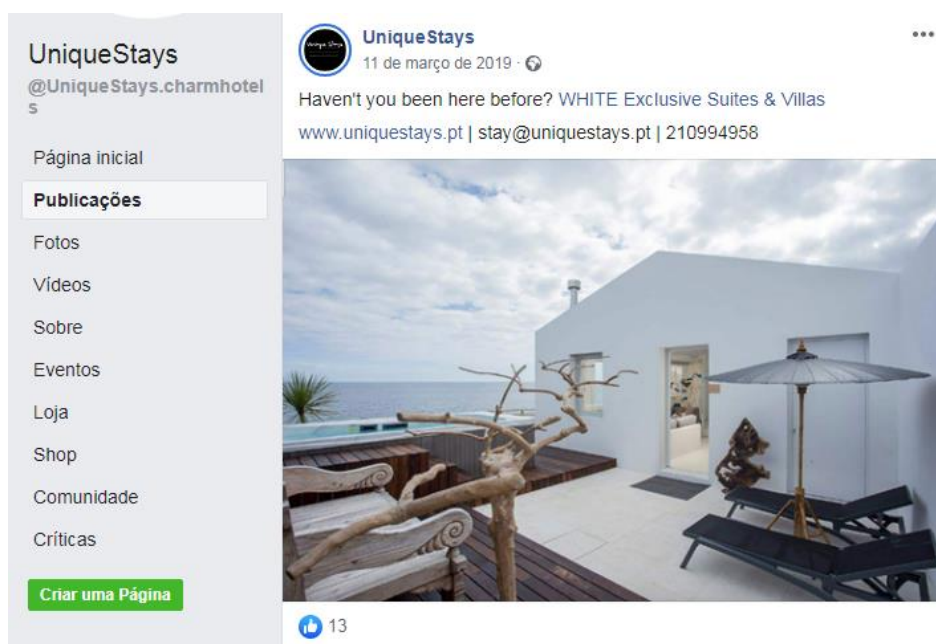 UniqueStays
@UniqueStays.charmhotel
s
Página inicial
Publicações
Fotos
Vídeos
Sobre
Eventos
Loja
Shop
Comunidade
Críticas
Criar uma Página
UniqueStays
11 de março de 2019 ·
Haven't you been here before? WHITE Exclusive Suites & Villas
www.uniquestays.pt | stay@uniquestays.pt | 210994958
13